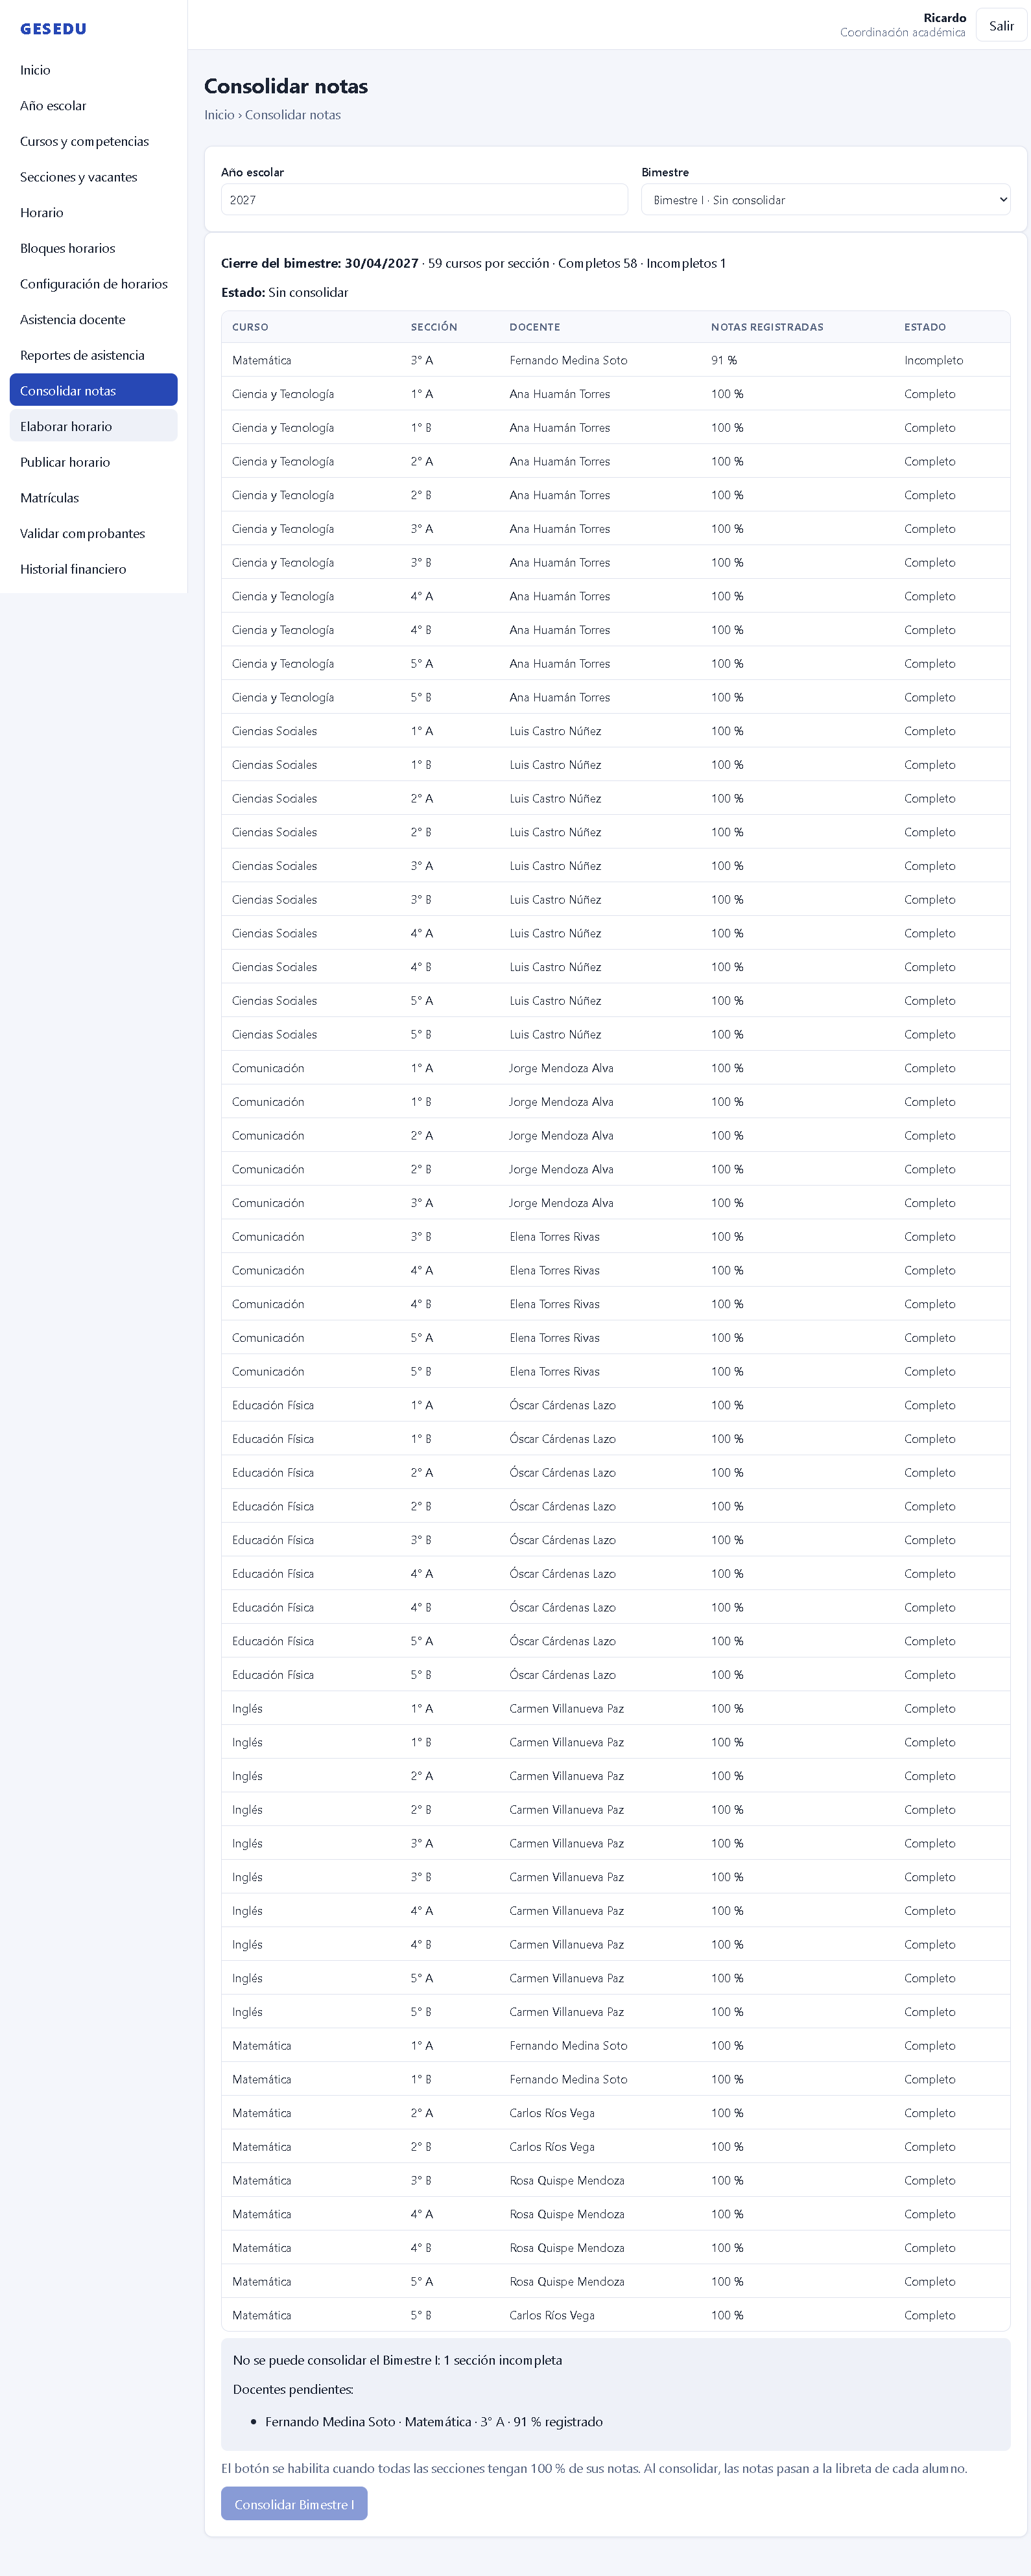 GESEDU
Inicio
Año escolar
Cursos y competencias
Secciones y vacantes
Horario
Bloques horarios
Configuración de horarios
Asistencia docente
Reportes de asistencia
Consolidar notas
Elaborar horario
Publicar horario
Matrículas
Validar comprobantes
Historial financiero
Ricardo
Coordinación académica
Salir
Consolidar notas
Inicio › Consolidar notas
Año escolar
2027
Bimestre
Bimestre I · Sin consolidar
Cierre del bimestre: 30/04/2027 · 59 cursos por sección · Completos 58 · Incompletos 1
Estado: Sin consolidar
CURSO SECCIÓN DOCENTE NOTAS REGISTRADAS ESTADO
Matemática 3° A Fernando Medina Soto 91 % Incompleto
Ciencia y Tecnología 1° A Ana Huamán Torres 100 % Completo
Ciencia y Tecnología 1° B Ana Huamán Torres 100 % Completo
Ciencia y Tecnología 2° A Ana Huamán Torres 100 % Completo
Ciencia y Tecnología 2° B Ana Huamán Torres 100 % Completo
Ciencia y Tecnología 3° A Ana Huamán Torres 100 % Completo
Ciencia y Tecnología 3° B Ana Huamán Torres 100 % Completo
Ciencia y Tecnología 4° A Ana Huamán Torres 100 % Completo
Ciencia y Tecnología 4° B Ana Huamán Torres 100 % Completo
Ciencia y Tecnología 5° A Ana Huamán Torres 100 % Completo
Ciencia y Tecnología 5° B Ana Huamán Torres 100 % Completo
Ciencias Sociales 1° A Luis Castro Núñez 100 % Completo
Ciencias Sociales 1° B Luis Castro Núñez 100 % Completo
Ciencias Sociales 2° A Luis Castro Núñez 100 % Completo
Ciencias Sociales 2° B Luis Castro Núñez 100 % Completo
Ciencias Sociales 3° A Luis Castro Núñez 100 % Completo
Ciencias Sociales 3° B Luis Castro Núñez 100 % Completo
Ciencias Sociales 4° A Luis Castro Núñez 100 % Completo
Ciencias Sociales 4° B Luis Castro Núñez 100 % Completo
Ciencias Sociales 5° A Luis Castro Núñez 100 % Completo
Ciencias Sociales 5° B Luis Castro Núñez 100 % Completo
Comunicación 1° A Jorge Mendoza Alva 100 % Completo
Comunicación 1° B Jorge Mendoza Alva 100 % Completo
Comunicación 2° A Jorge Mendoza Alva 100 % Completo
Comunicación 2° B Jorge Mendoza Alva 100 % Completo
Comunicación 3° A Jorge Mendoza Alva 100 % Completo
Comunicación 3° B Elena Torres Rivas 100 % Completo
Comunicación 4° A Elena Torres Rivas 100 % Completo
Comunicación 4° B Elena Torres Rivas 100 % Completo
Comunicación 5° A Elena Torres Rivas 100 % Completo
Comunicación 5° B Elena Torres Rivas 100 % Completo
Educación Física 1° A Óscar Cárdenas Lazo 100 % Completo
Educación Física 1° B Óscar Cárdenas Lazo 100 % Completo
Educación Física 2° A Óscar Cárdenas Lazo 100 % Completo
Educación Física 2° B Óscar Cárdenas Lazo 100 % Completo
Educación Física 3° B Óscar Cárdenas Lazo 100 % Completo
Educación Física 4° A Óscar Cárdenas Lazo 100 % Completo
Educación Física 4° B Óscar Cárdenas Lazo 100 % Completo
Educación Física 5° A Óscar Cárdenas Lazo 100 % Completo
Educación Física 5° B Óscar Cárdenas Lazo 100 % Completo
Inglés 1° A Carmen Villanueva Paz 100 % Completo
Inglés 1° B Carmen Villanueva Paz 100 % Completo
Inglés 2° A Carmen Villanueva Paz 100 % Completo
Inglés 2° B Carmen Villanueva Paz 100 % Completo
Inglés 3° A Carmen Villanueva Paz 100 % Completo
Inglés 3° B Carmen Villanueva Paz 100 % Completo
Inglés 4° A Carmen Villanueva Paz 100 % Completo
Inglés 4° B Carmen Villanueva Paz 100 % Completo
Inglés 5° A Carmen Villanueva Paz 100 % Completo
Inglés 5° B Carmen Villanueva Paz 100 % Completo
Matemática 1° A Fernando Medina Soto 100 % Completo
Matemática 1° B Fernando Medina Soto 100 % Completo
Matemática 2° A Carlos Ríos Vega 100 % Completo
Matemática 2° B Carlos Ríos Vega 100 % Completo
Matemática 3° B Rosa Quispe Mendoza 100 % Completo
Matemática 4° A Rosa Quispe Mendoza 100 % Completo
Matemática 4° B Rosa Quispe Mendoza 100 % Completo
Matemática 5° A Rosa Quispe Mendoza 100 % Completo
Matemática 5° B Carlos Ríos Vega 100 % Completo
No se puede consolidar el Bimestre I: 1 sección incompleta
Docentes pendientes:
• Fernando Medina Soto · Matemática · 3° A · 91 % registrado
El botón se habilita cuando todas las secciones tengan 100 % de sus notas. Al consolidar, las notas pasan a la libreta de cada alumno.
Consolidar Bimestre I